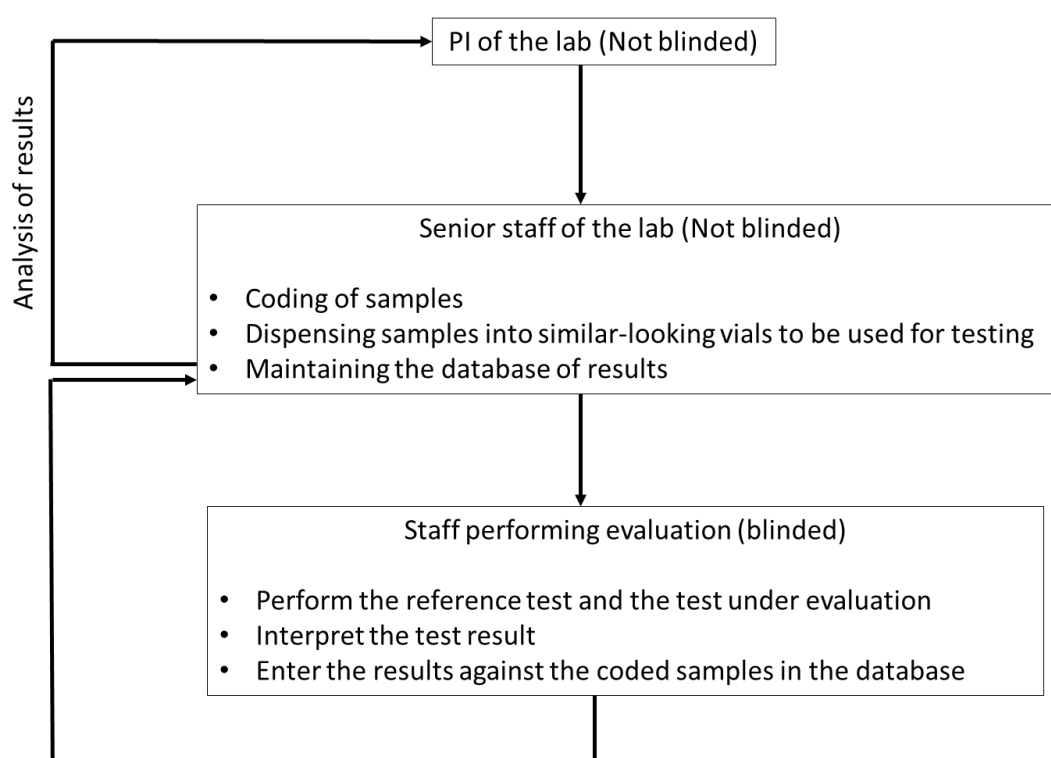 PI of the lab (Not blinded)
Analysis of results
Senior staff of the lab (Not blinded)
• Coding of samples
• Dispensing samples into similar-looking vials to be used for testing
• Maintaining the database of results
Staff performing evaluation (blinded)
• Perform the reference test and the test under evaluation
• Interpret the test result
• Enter the results against the coded samples in the database